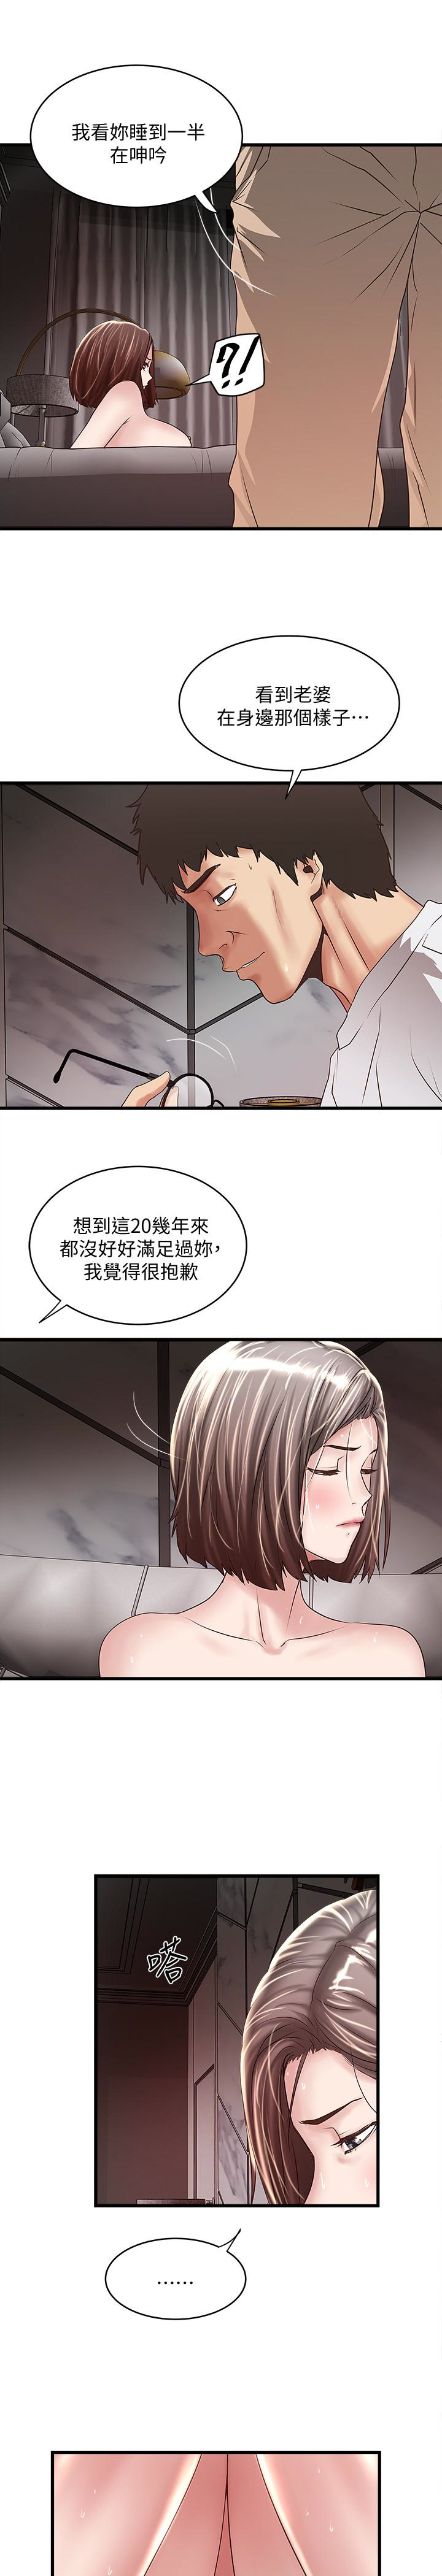 我看妳睡到一半
在呻吟
?!
看到老婆
在身邊那個樣子…
想到這20幾年來
都沒好好滿足過妳，
我覺得很抱歉
嗒
……